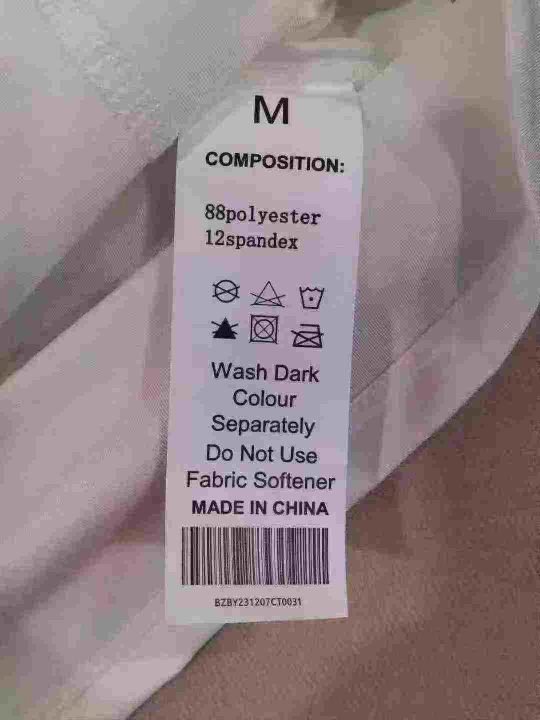 M
COMPOSITION:
88polyester
12spandex
Wash Dark
Colour
Separately
Do Not Use
Fabric Softener
MADE IN CHINA
BZBY231207CT0031